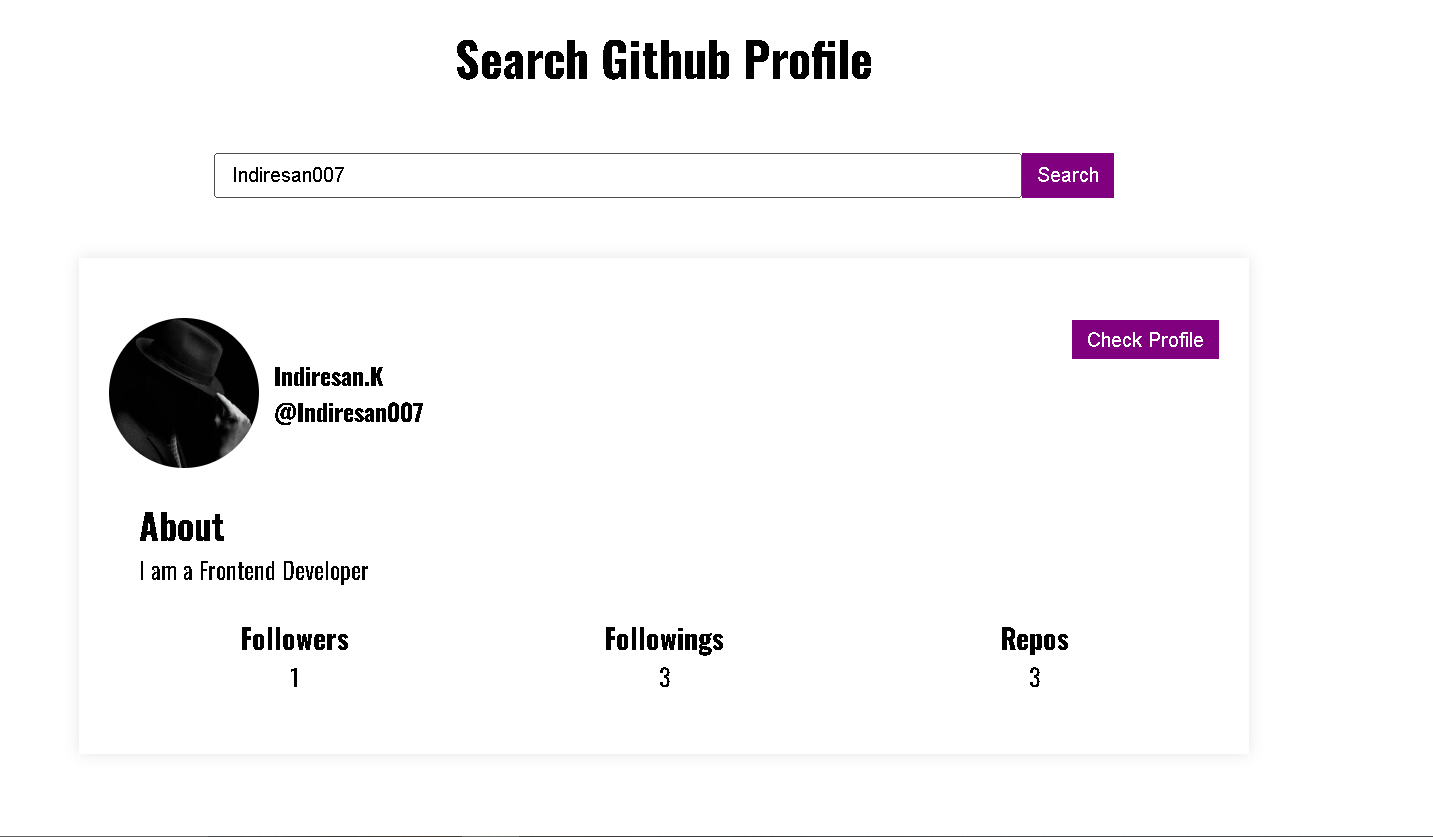 Search Github Profile
Indiresan007
Search
Check Profile
Indiresan.K
@Indiresan007
About
I am a Frontend Developer
Followers
Followings
Repos
1
3
3